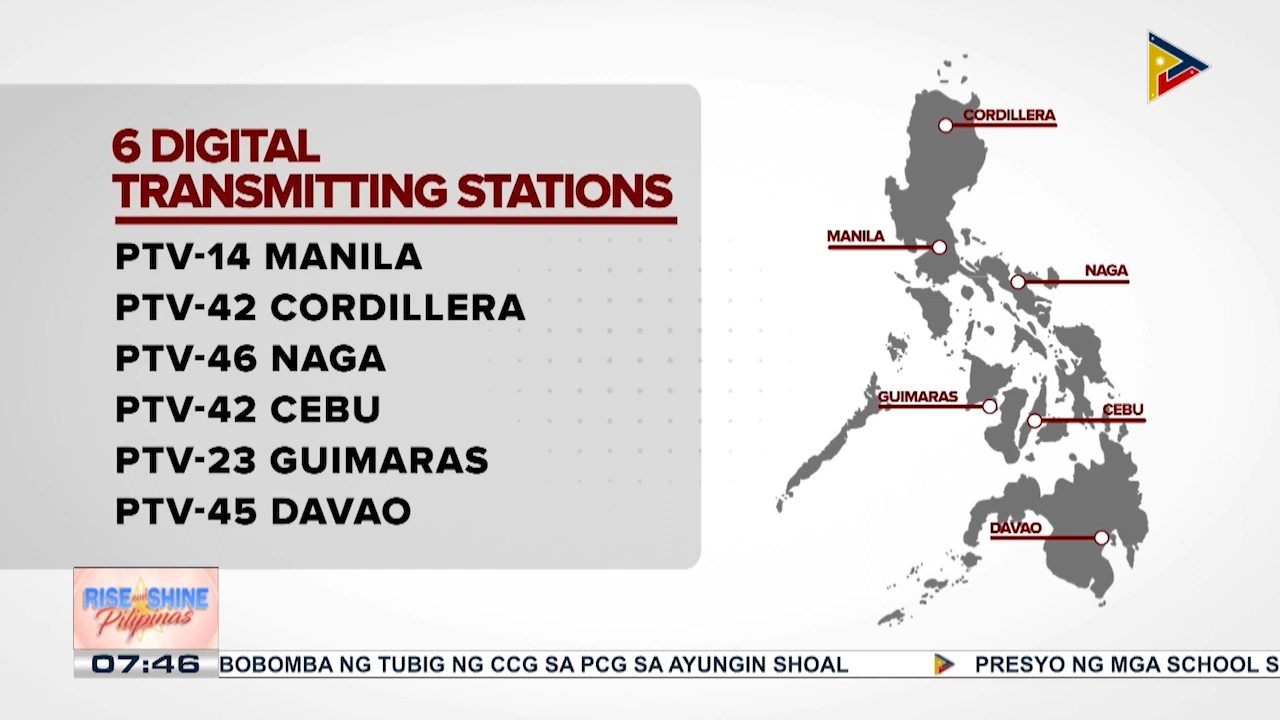 6 DIGITAL
TRANSMITTING STATIONS
PTV-14 MANILA
PTV-42 CORDILLERA
PTV-46 NAGA
PTV-42 CEBU
PTV-23 GUIMARAS
PTV-45 DAVAO
CORDILLERA
MANILA
NAGA
GUIMARAS
CEBU
DAVAO
RISE and SHINE
Pilipinas
07:46 BOBOMBA NG TUBIG NG CCG SA PCG SA AYUNGIN SHOAL PRESYO NG MGA SCHOOL S